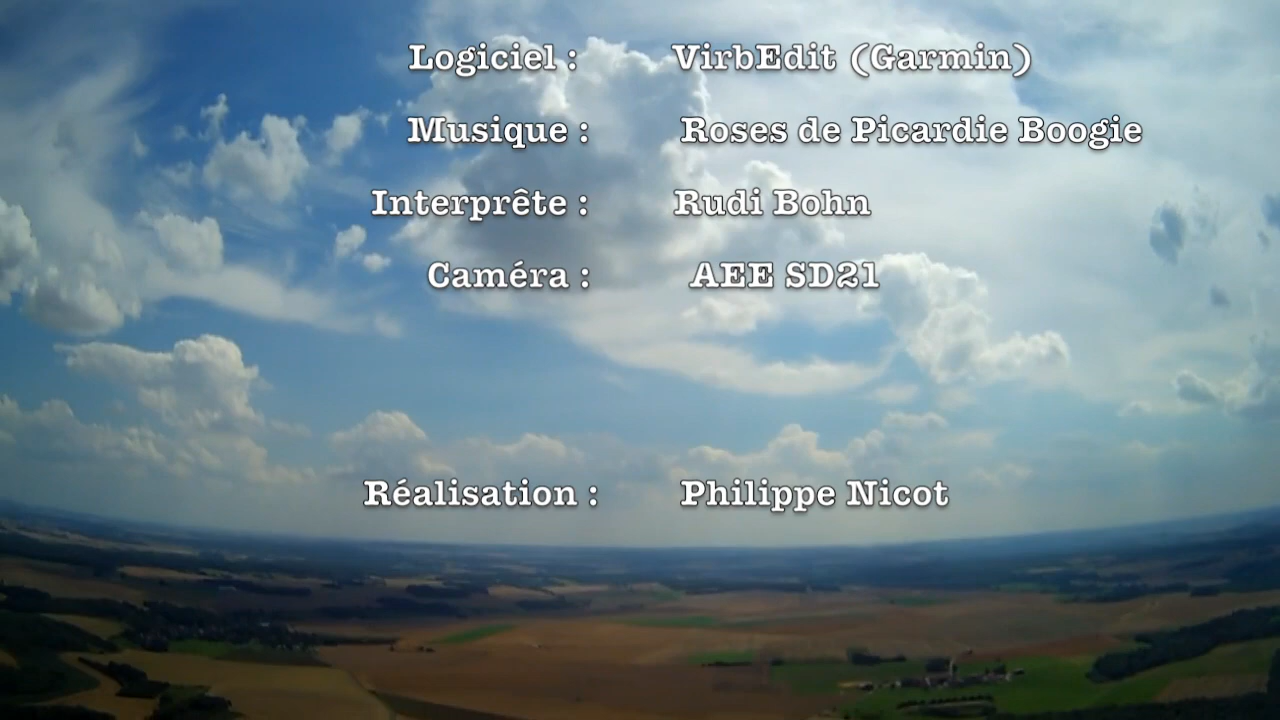 Logiciel : VirbEdit (Garmin)
Musique : Roses de Picardie Boogie
Interprête : Rudi Bohn
Caméra : AEE SD21
Réalisation : Philippe Nicot